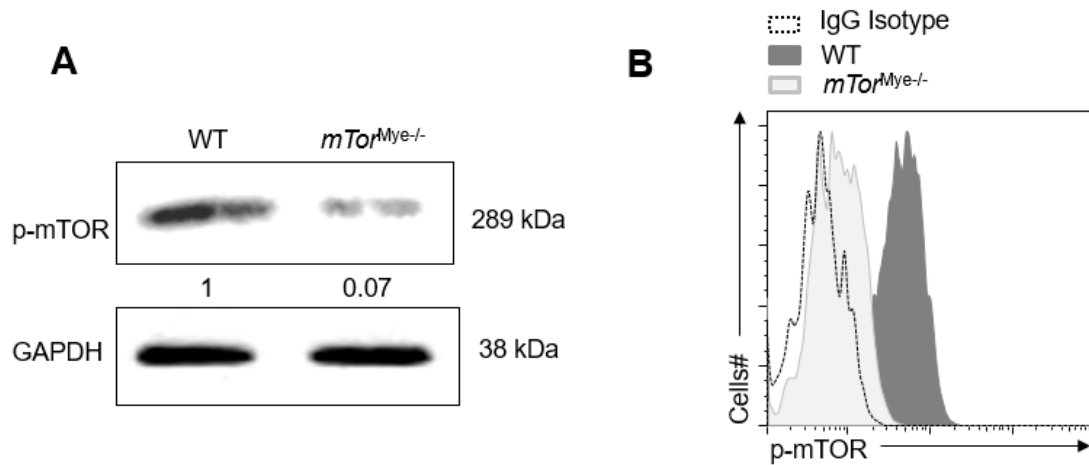 A
WT mTor^Mye-/-
p-mTOR 289 kDa
1 0.07
GAPDH 38 kDa
B
IgG Isotype
WT
mTor^Mye-/-
Cells#
p-mTOR